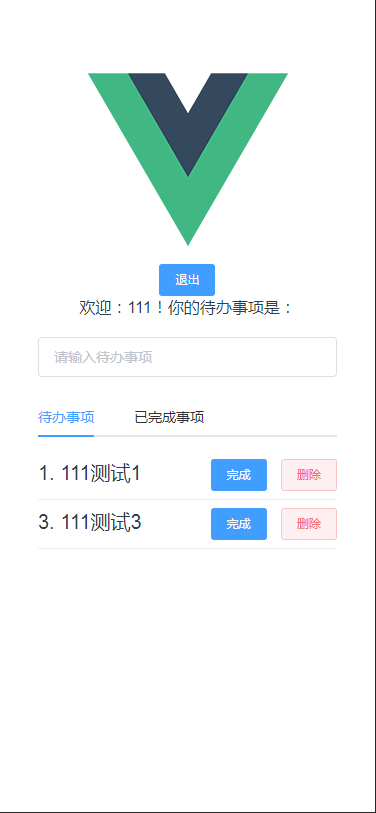 退出
欢迎：111！你的待办事项是：
请输入待办事项
待办事项 已完成事项
1. 111测试1 完成 删除
3. 111测试3 完成 删除